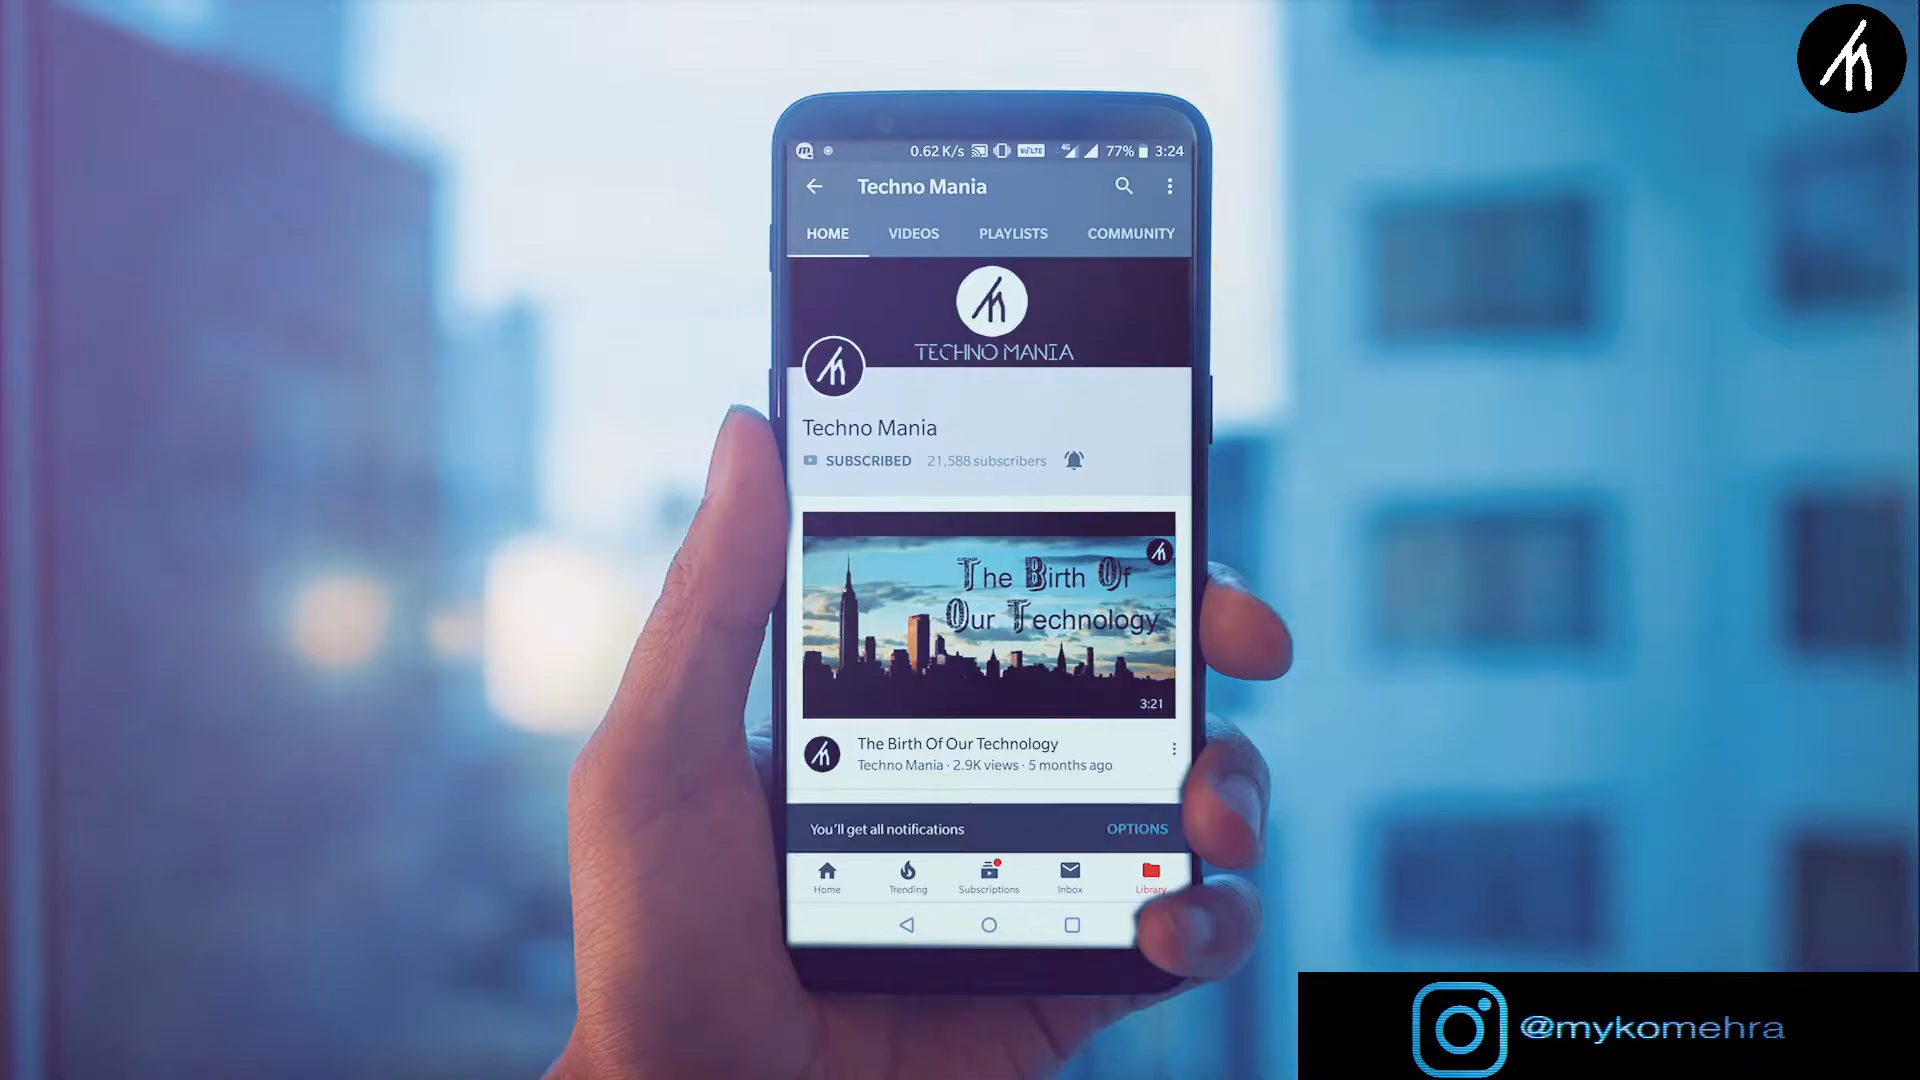 0.62 K/s VoLTE 4G 77% 3:24
Techno Mania
HOME VIDEOS PLAYLISTS COMMUNITY
TECHNO MANIA
Techno Mania
SUBSCRIBED 21,588 subscribers
The Birth Of
Our Technology
3:21
The Birth Of Our Technology
Techno Mania · 2.9K views · 5 months ago
You'll get all notifications OPTIONS
Home Trending Subscriptions Inbox Library
@mykomehra